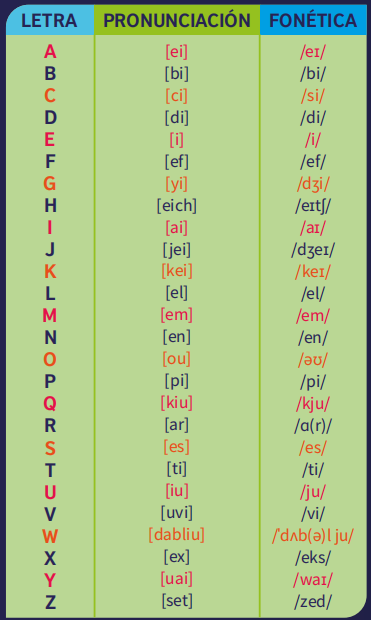 LETRA PRONUNCIACIÓN FONÉTICA
A [ei] /eɪ/
B [bi] /bi/
C [ci] /si/
D [di] /di/
E [i] /i/
F [ef] /ef/
G [yi] /dʒi/
H [eich] /eɪtʃ/
I [ai] /aɪ/
J [jei] /dʒeɪ/
K [kei] /keɪ/
L [el] /el/
M [em] /em/
N [en] /en/
O [ou] /əʊ/
P [pi] /pi/
Q [kiu] /kju/
R [ar] /ɑ(r)/
S [es] /es/
T [ti] /ti/
U [iu] /ju/
V [uvi] /vi/
W [dabliu] /ˈdʌb(ə)l ju/
X [ex] /eks/
Y [uai] /waɪ/
Z [set] /zed/